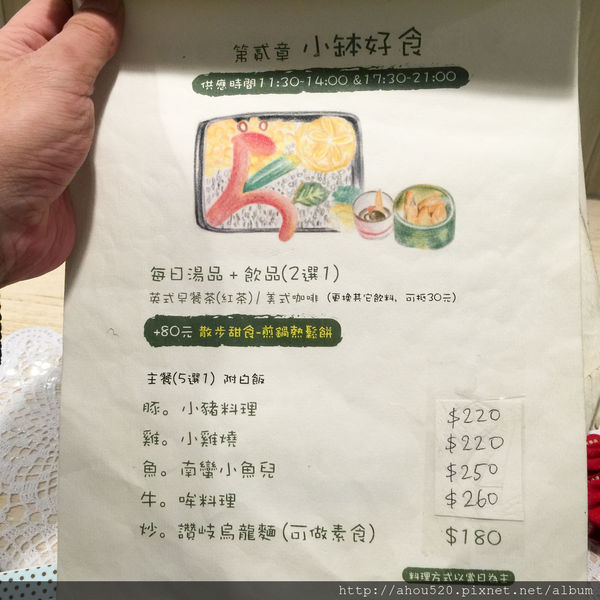 第貳章 小缽好食
供應時間11:30-14:00 &17:30-21:00
每日湯品 + 飲品(2選1)
英式早餐茶(紅茶) / 美式咖啡 (更換其它飲料, 可抵30元)
+80元 散步甜食-煎鍋熱鬆餅
主餐(5選1) 附白飯
豚。小豬料理 $220
雞。小雞燒 $220
魚。南蠻小魚兒 $250
牛。哞料理 $260
炒。讚岐烏龍麵 (可做素食) $180
料理方式以當日為主
http://ahou520.pixnet.net/album